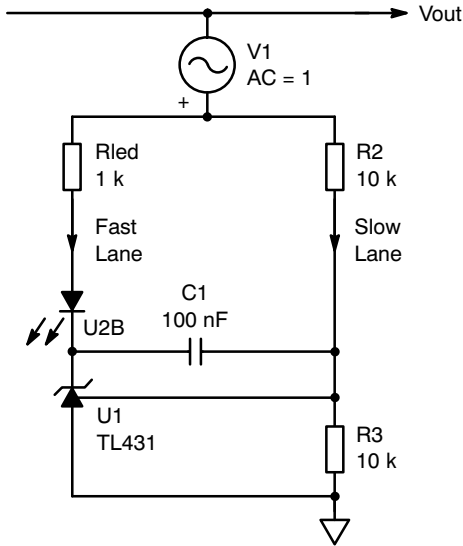 Vout
V1
AC = 1
+
Rled
1 k
R2
10 k
Fast
Lane
Slow
Lane
C1
100 nF
U2B
U1
TL431
R3
10 k